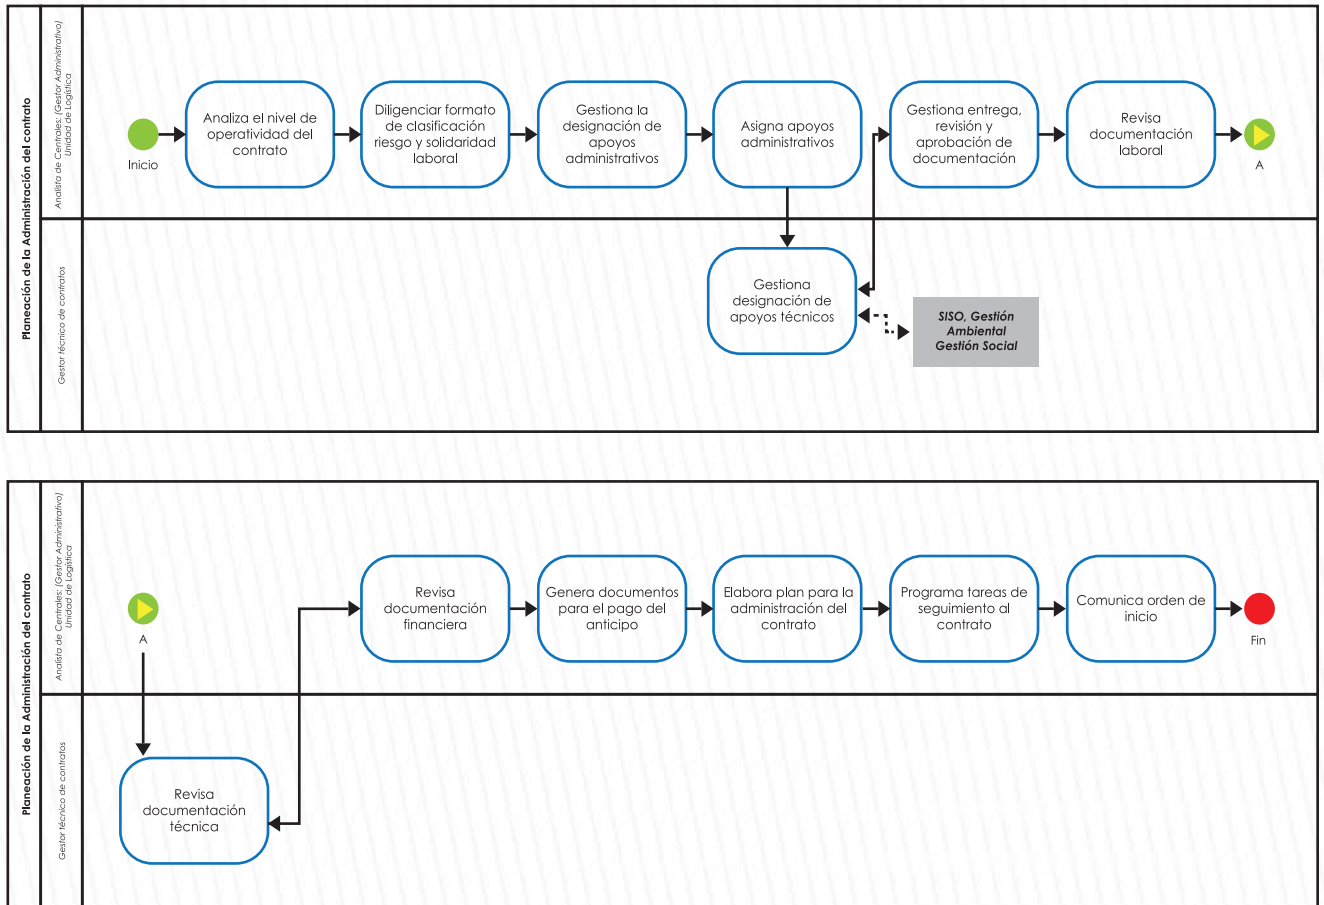 Planeación de la Administración del contrato
Analista de Centrales: (Gestor Administrativo)
Unidad de Logística
Inicio
Analiza el nivel de
operatividad del
contrato
Diligenciar formato
de clasificación
riesgo y solidaridad
laboral
Gestiona la
designación de
apoyos
administrativos
Asigna apoyos
administrativos
Gestiona entrega,
revisión y
aprobación de
documentación
Revisa
documentación
laboral
A
Gestor técnico de contratos
Gestiona
designación de
apoyos técnicos
SISO, Gestión
Ambiental
Gestión Social
Planeación de la Administración del contrato
Analista de Centrales: (Gestor Administrativo)
Unidad de Logística
A
Revisa
documentación
financiera
Genera documentos
para el pago del
anticipo
Elabora plan para la
administración del
contrato
Programa tareas de
seguimiento al
contrato
Comunica orden de
inicio
Fin
Gestor técnico de contratos
Revisa
documentación
técnica